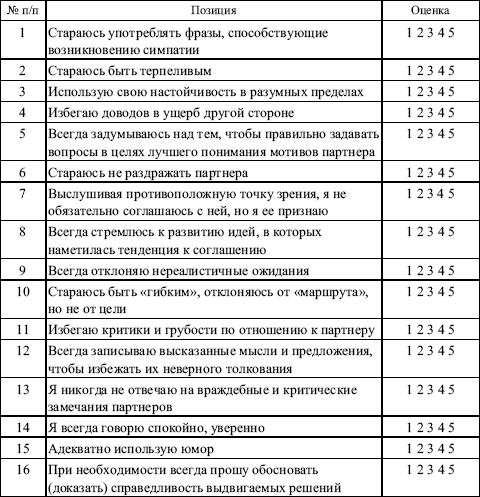 № п/п Позиция Оценка
1 Стараюсь употреблять фразы, способствующие 1 2 3 4 5
возникновению симпатии
2 Стараюсь быть терпеливым 1 2 3 4 5
3 Использую свою настойчивость в разумных пределах 1 2 3 4 5
4 Избегаю доводов в ущерб другой стороне 1 2 3 4 5
5 Всегда задумываюсь над тем, чтобы правильно задавать 1 2 3 4 5
вопросы в целях лучшего понимания мотивов партнера
6 Стараюсь не раздражать партнера 1 2 3 4 5
7 Выслушивая противоположную точку зрения, я не 1 2 3 4 5
обязательно соглашаюсь с ней, но я ее признаю
8 Всегда стремлюсь к развитию идей, в которых 1 2 3 4 5
наметилась тенденция к соглашению
9 Всегда отклоняю нереалистичные ожидания 1 2 3 4 5
10 Стараюсь быть «гибким», отклоняюсь от «маршрута», 1 2 3 4 5
но не от цели
11 Избегаю критики и грубости по отношению к партнеру 1 2 3 4 5
12 Всегда записываю высказанные мысли и предложения, 1 2 3 4 5
чтобы избежать их неверного толкования
13 Я никогда не отвечаю на враждебные и критические 1 2 3 4 5
замечания партнеров
14 Я всегда говорю спокойно, уверенно 1 2 3 4 5
15 Адекватно использую юмор 1 2 3 4 5
16 При необходимости всегда прошу обосновать 1 2 3 4 5
(доказать) справедливость выдвигаемых решений